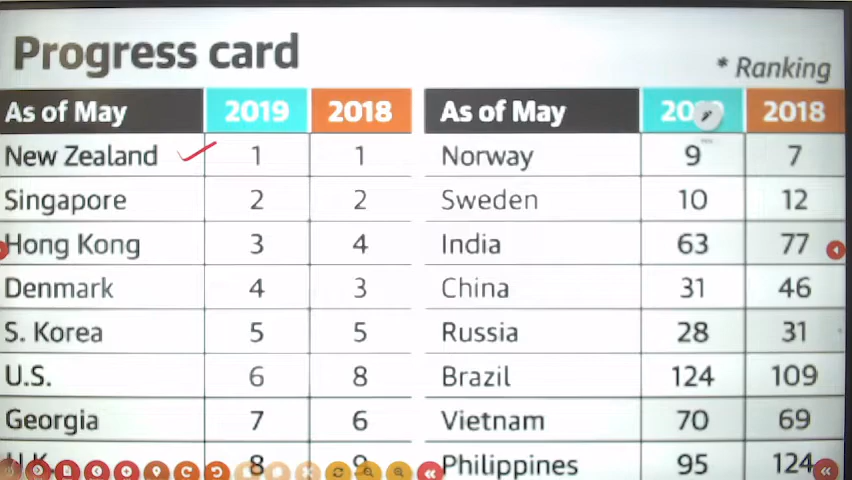 Progress card
* Ranking
As of May 2019 2018
New Zealand 1 1
Singapore 2 2
Hong Kong 3 4
Denmark 4 3
S. Korea 5 5
U.S. 6 8
Georgia 7 6
U.K. 8 9
As of May 2018
Norway 9 7
Sweden 10 12
India 63 77
China 31 46
Russia 28 31
Brazil 124 109
Vietnam 70 69
Philippines 95 124